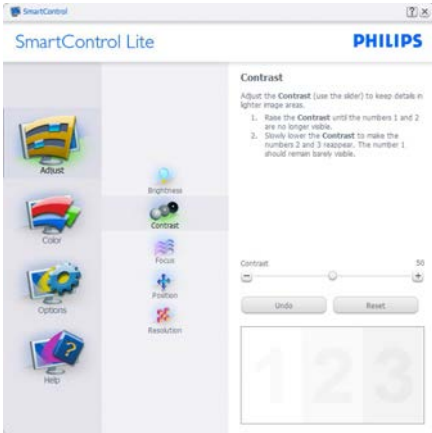 SmartControl
SmartControl Lite
PHILIPS
Adjust
Color
Options
Help
Brightness
Contrast
Focus
Position
Resolution
Contrast
Adjust the Contrast (use the slider) to keep details in
lighter image areas.
1. Raise the Contrast until the numbers 1 and 2
are no longer visible.
2. Slowly lower the Contrast to make the
numbers 2 and 3 reappear. The number 1
should remain barely visible.
Contrast 50
Undo Reset
1 2 3